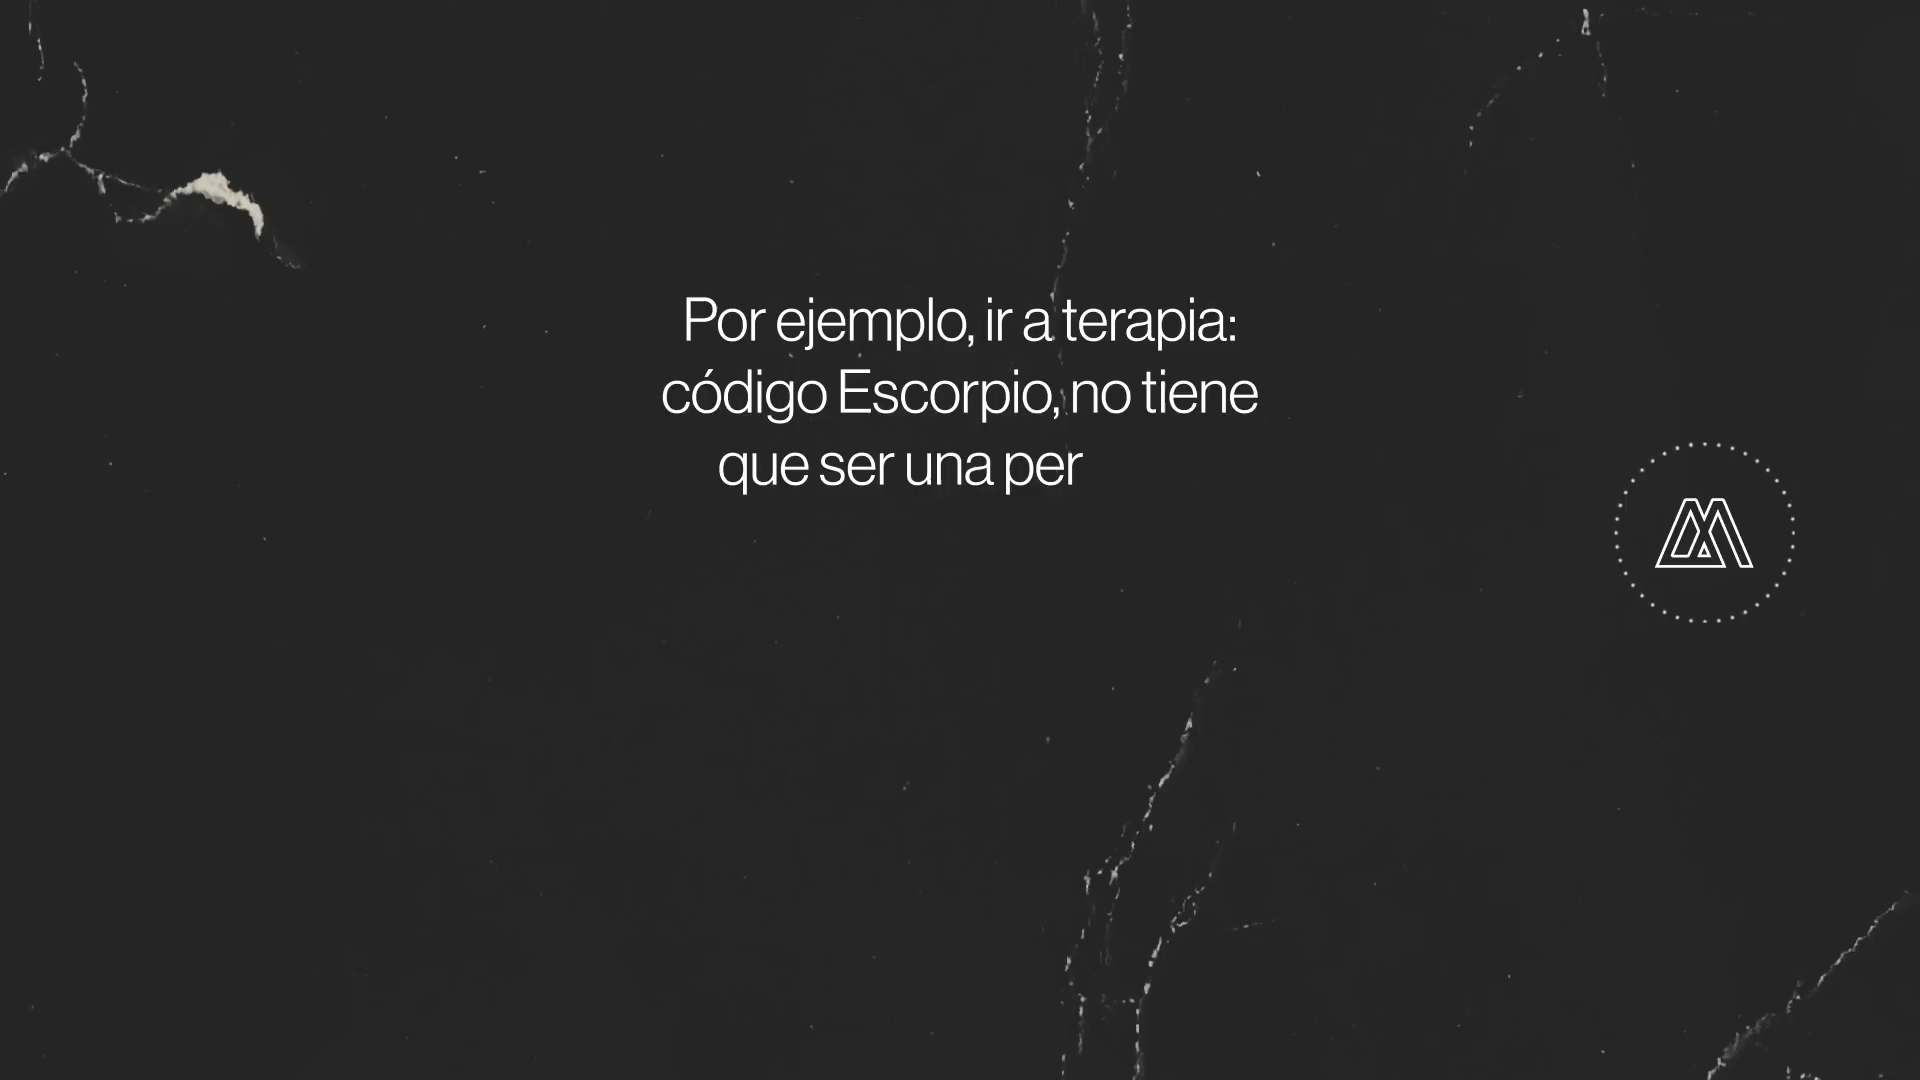 Por ejemplo, ir a terapia:
código Escorpio, no tiene
que ser una per